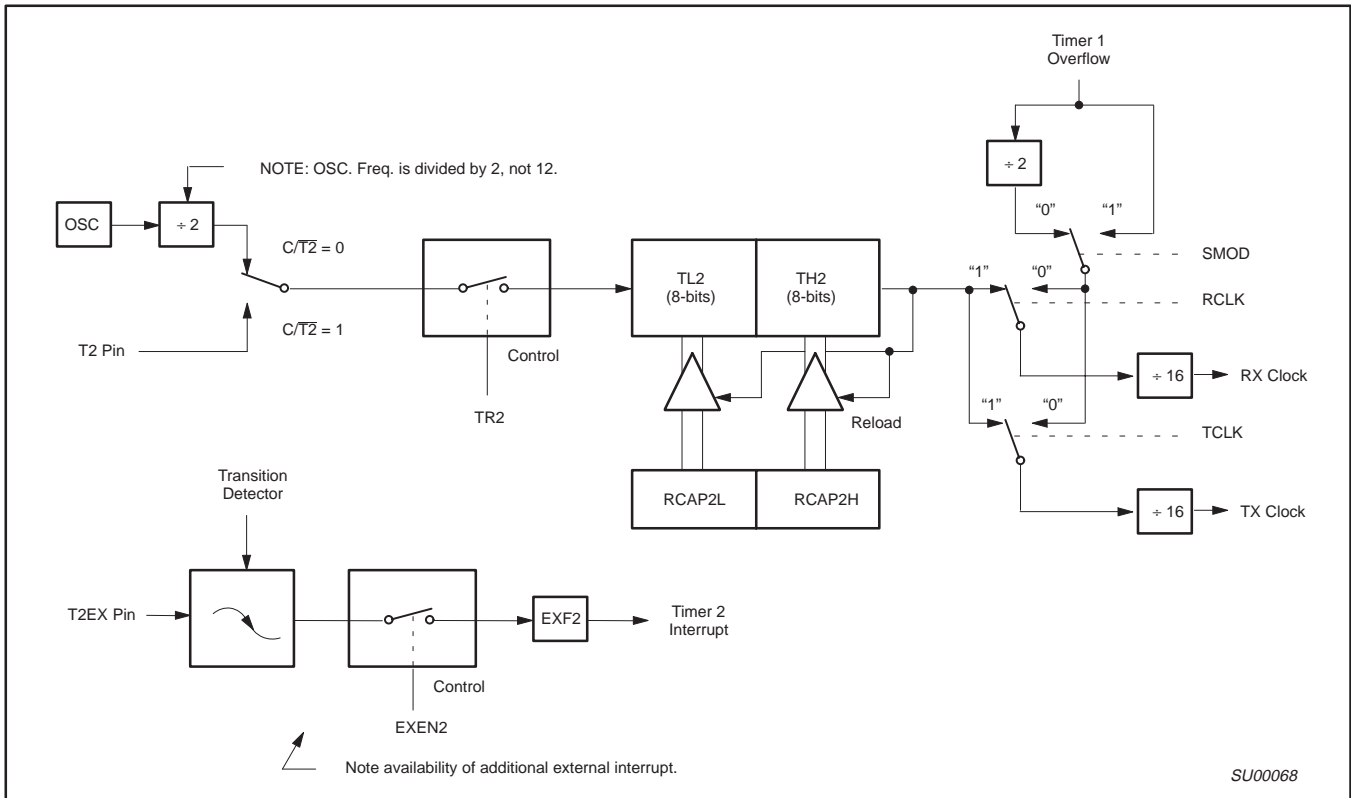 Timer 1
Overflow
÷ 2
NOTE: OSC. Freq. is divided by 2, not 12.
“0”
“1”
OSC
÷ 2
C/T2 = 0
SMOD
TL2
(8-bits)
TH2
(8-bits)
“1”
“0”
RCLK
C/T2 = 1
T2 Pin
Control
÷ 16
RX Clock
TR2
Reload
“1”
“0”
TCLK
Transition
Detector
RCAP2L
RCAP2H
÷ 16
TX Clock
T2EX Pin
EXF2
Timer 2
Interrupt
Control
EXEN2
Note availability of additional external interrupt.
SU00068